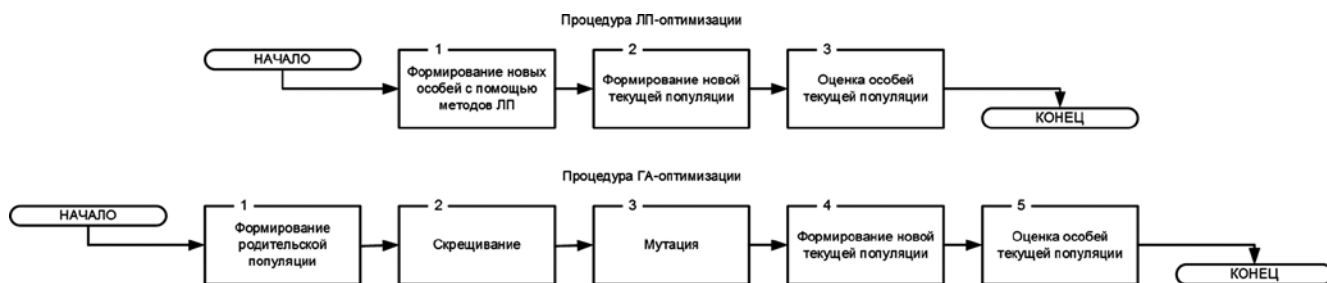 Процедура ЛП-оптимизации
НАЧАЛО
1
Формирование новых
особей с помощью
методов ЛП
2
Формирование новой
текущей популяции
3
Оценка особей
текущей популяции
КОНЕЦ
Процедура ГА-оптимизации
НАЧАЛО
1
Формирование
родительской
популяции
2
Скрещивание
3
Мутация
4
Формирование новой
текущей популяции
5
Оценка особей
текущей популяции
КОНЕЦ